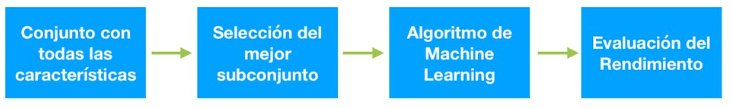 Conjunto con
todas las
características
Selección del
mejor
subconjunto
Algoritmo de
Machine
Learning
Evaluación del
Rendimiento